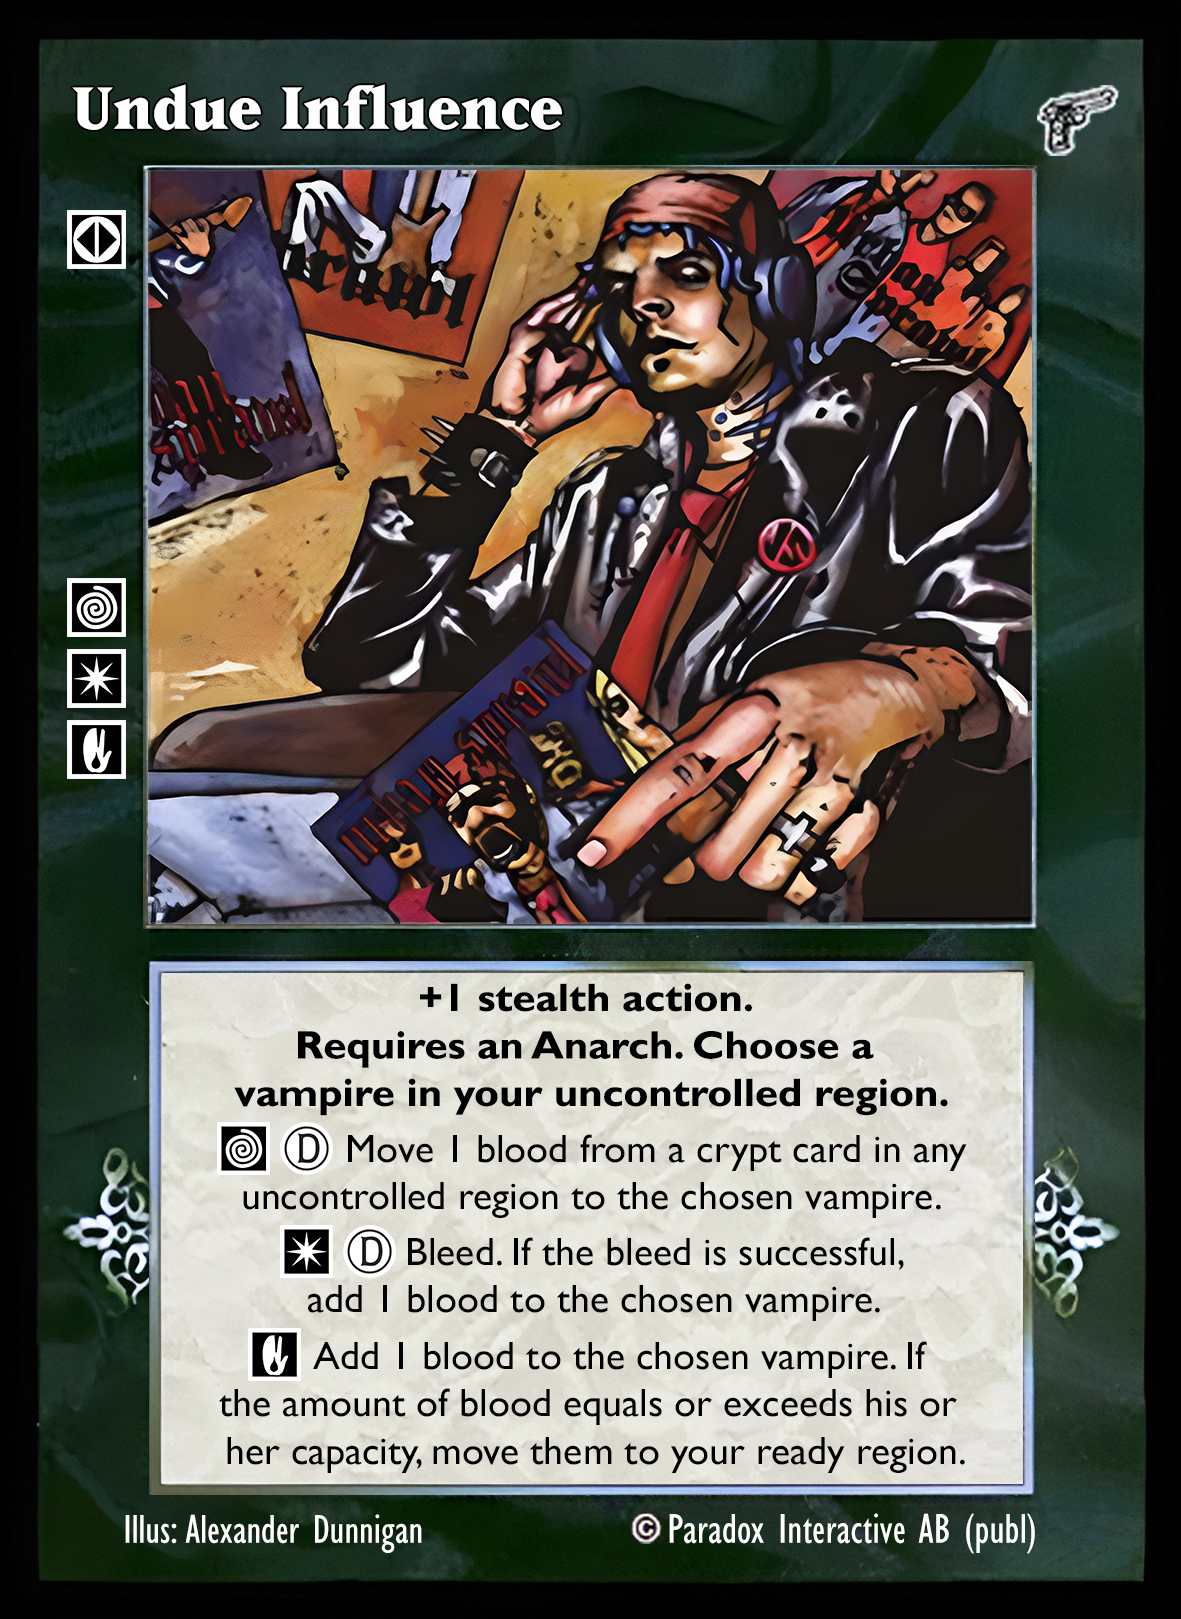 Undue Influence
+1 stealth action.
Requires an Anarch. Choose a
vampire in your uncontrolled region.
D Move 1 blood from a crypt card in any
uncontrolled region to the chosen vampire.
D Bleed. If the bleed is successful,
add 1 blood to the chosen vampire.
Add 1 blood to the chosen vampire. If
the amount of blood equals or exceeds his or
her capacity, move them to your ready region.
Illus: Alexander Dunnigan
© Paradox Interactive AB (publ)